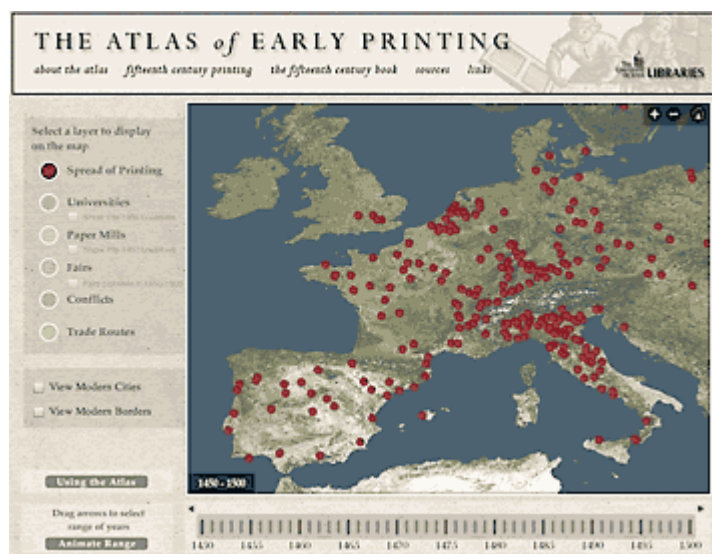 THE ATLAS of EARLY PRINTING
about the atlas fifteenth century printing the fifteenth century book sources links
LIBRARIES
Select a layer to display
on the map
Spread of Printing
Universities
Paper Mills
Fairs
Conflicts
Trade Routes
View Modern Cities
View Modern Borders
Using the Atlas
1450 - 1500
Drag arrows to select
range of years
Animate Range
1450 1455 1460 1465 1470 1475 1480 1485 1490 1495 1500